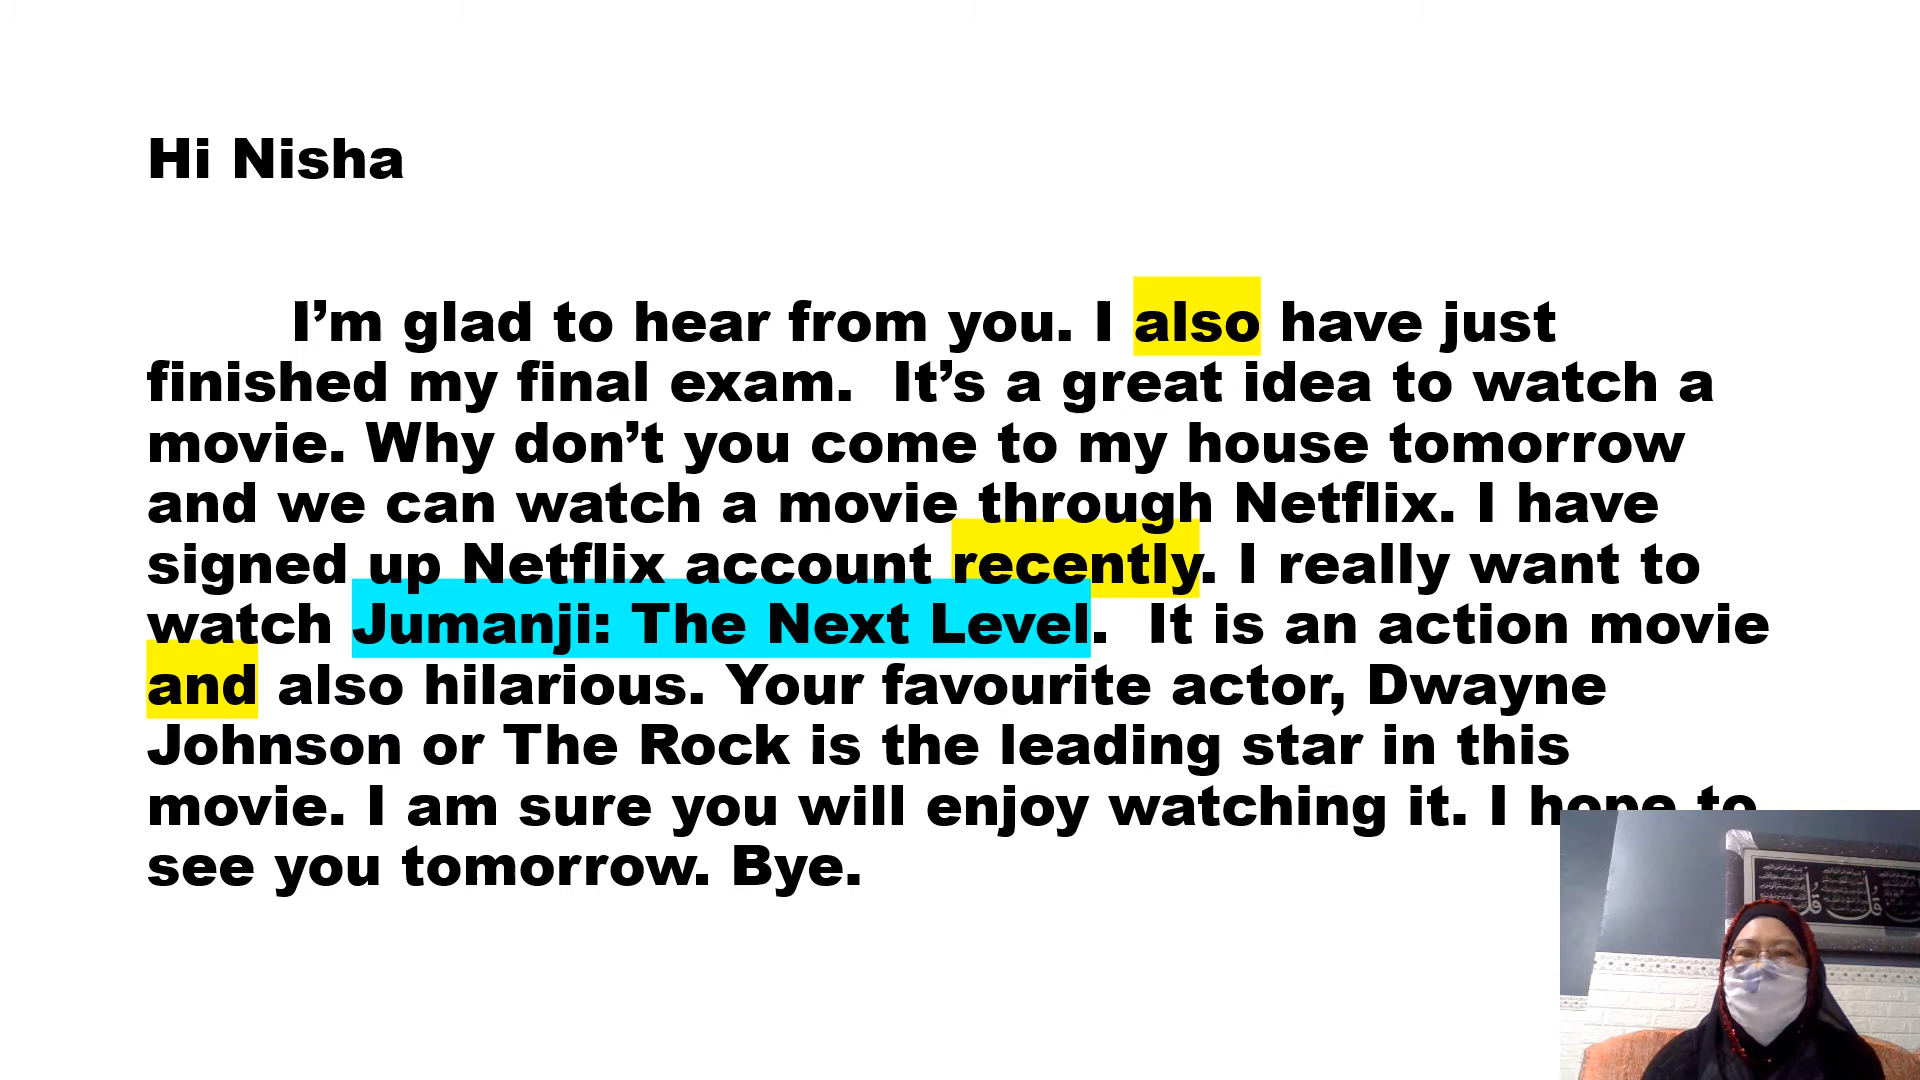 Hi Nisha
I’m glad to hear from you. I also have just
finished my final exam.  It’s a great idea to watch a
movie. Why don’t you come to my house tomorrow
and we can watch a movie through Netflix. I have
signed up Netflix account recently. I really want to
watch Jumanji: The Next Level.  It is an action movie
and also hilarious. Your favourite actor, Dwayne
Johnson or The Rock is the leading star in this
movie. I am sure you will enjoy watching it. I hope to
see you tomorrow. Bye.